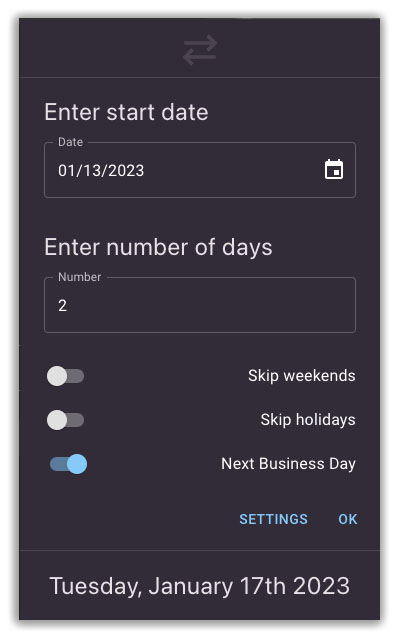 Enter start date
Date
01/13/2023
Enter number of days
Number
2
Skip weekends
Skip holidays
Next Business Day
SETTINGS OK
Tuesday, January 17th 2023